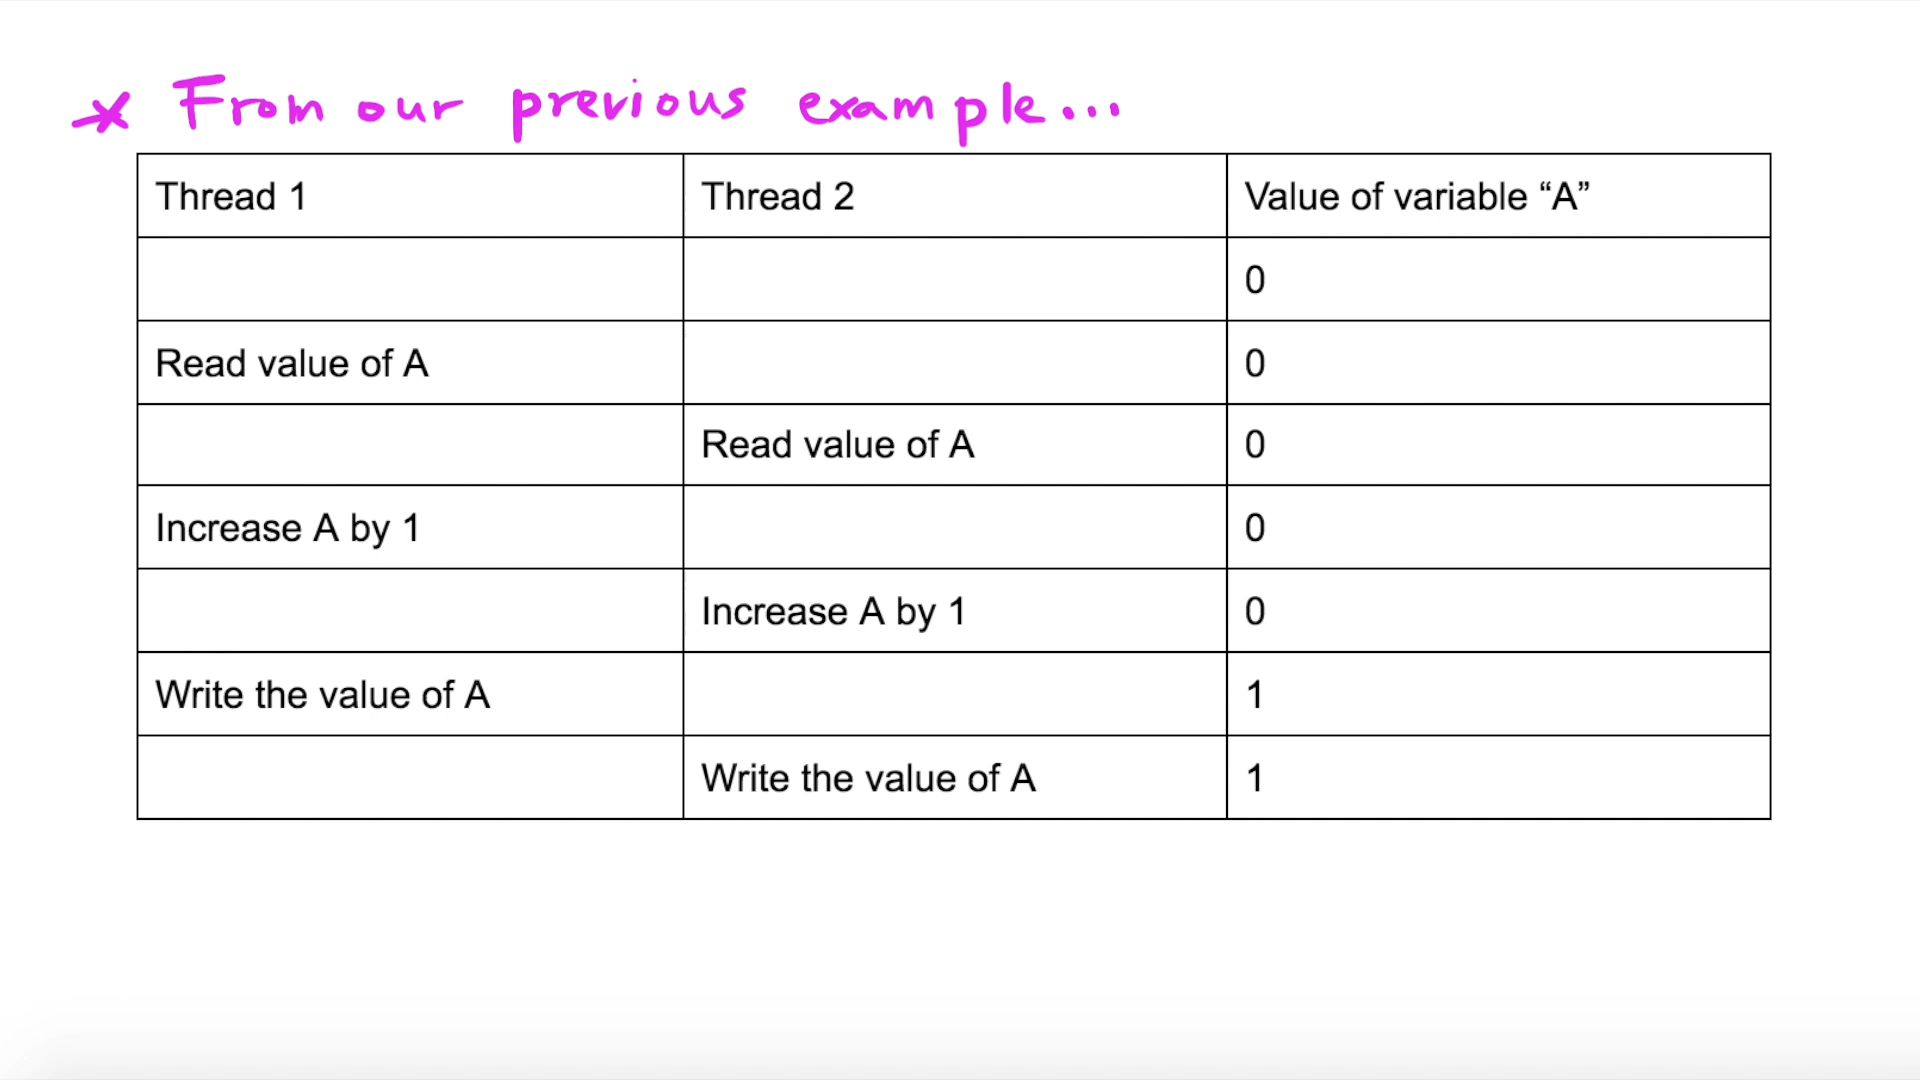 * From our previous example...
Thread 1 Thread 2 Value of variable “A”
0
Read value of A 0
Read value of A 0
Increase A by 1 0
Increase A by 1 0
Write the value of A 1
Write the value of A 1